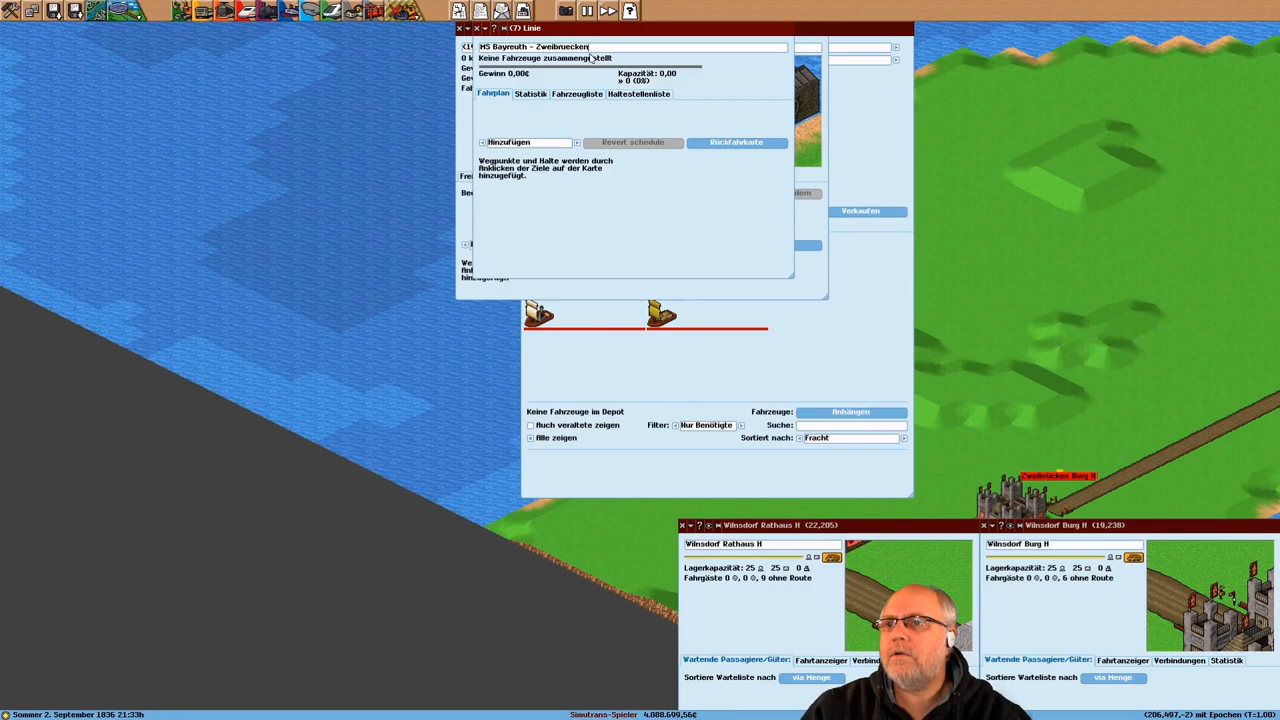 (7) Linie
(19
HS Bayreuth - Zweibruecken
Keine Fahrzeuge zusammengestellt
Gewinn 0,00¢
Kapazität: 0,00
» 0 (0%)
Fahrplan
Statistik
Fahrzeugliste
Haltestellenliste
Hinzufügen
Revert schedule
Rückfahrkarte
Wegpunkte und Halte werden durch
Anklicken der Ziele auf der Karte
hinzugefügt.
Verkaufen
Keine Fahrzeuge im Depot
Fahrzeuge:
Anhängen
Auch veraltete zeigen
Filter:
Nur Benötigte
Suche:
Alle zeigen
Sortiert nach:
Fracht
Zweibrücken Burg H
Wilnsdorf Rathaus H (22,205)
Wilnsdorf Rathaus H
Lagerkapazität: 25 25 0
Fahrgäste 0, 0, 9 ohne Route
Wartende Passagiere/Güter:
Fahrtanzeiger
Sortiere Warteliste nach
via Menge
Wilnsdorf Burg H (19,238)
Wilnsdorf Burg H
Lagerkapazität: 25 25 0
Fahrgäste 0, 0, 6 ohne Route
Wartende Passagiere/Güter:
Fahrtanzeiger
Verbindungen
Statistik
Sortiere Warteliste nach
via Menge
Sommer 2. September 1836 21:33h
Simutrans-Spieler
4.088.699,56¢
(206,497,-2) mit Epochen (T=1.00)